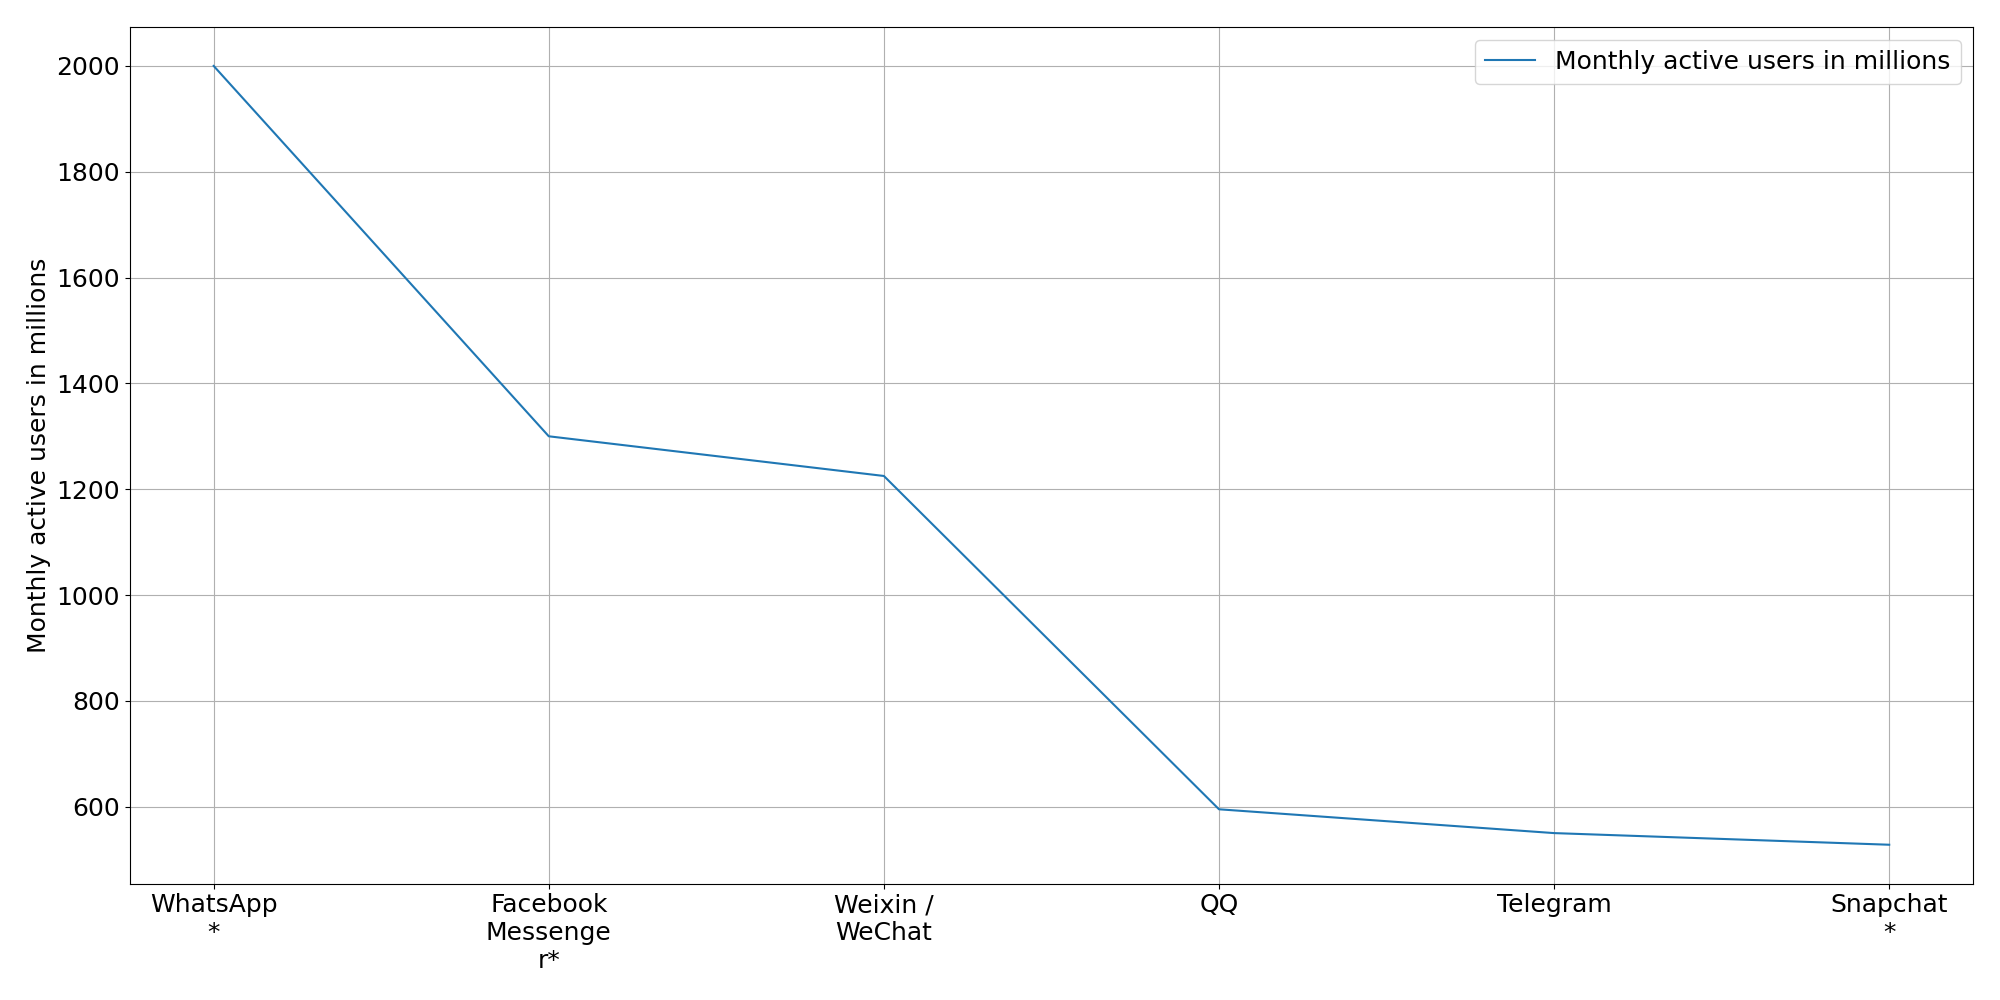 Monthly active users in millions
Monthly active users in millions
2000
1800
1600
1400
1200
1000
800
600
WhatsApp
*
Facebook
Messenge
r*
Weixin /
WeChat
QQ
Telegram
Snapchat
*